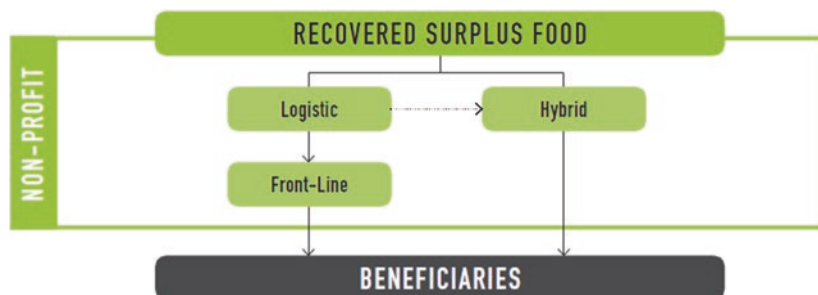 RECOVERED SURPLUS FOOD
NON-PROFIT
Logistic
Hybrid
Front-Line
BENEFICIARIES